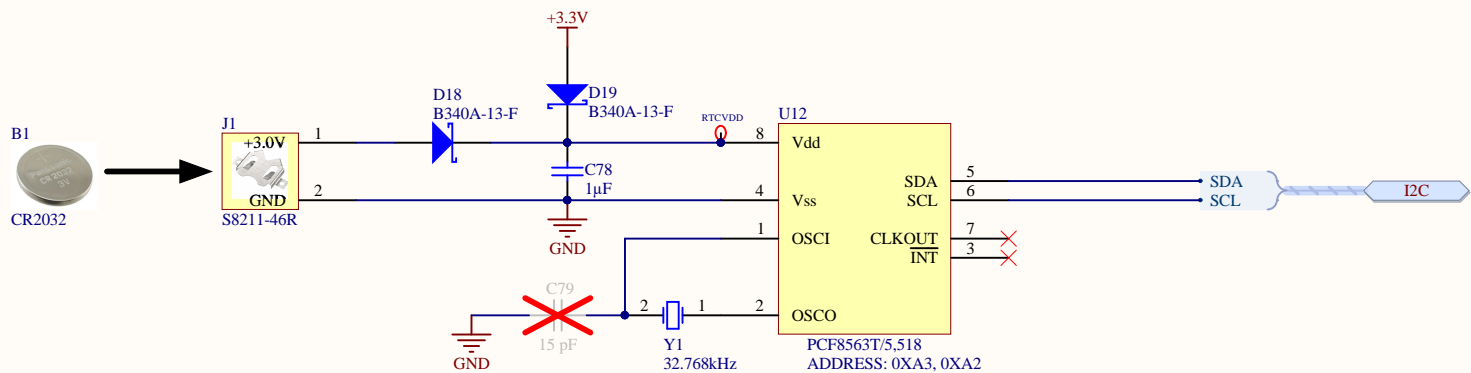 +3.3V
D19
B340A-13-F
D18
B340A-13-F
RTCVDD
U12
B1
J1
1
+3.0V
8
Vdd
C78
1µF
5
SDA
SDA
6
SCL
SCL
I2C
2
GND
4
Vss
CR2032
S8211-46R
GND
1
OSCI
CLKOUT
7
INT
3
C79
2
1
2
OSCO
15 pF
GND
Y1
32.768kHz
PCF8563T/5,518
ADDRESS: 0XA3, 0XA2